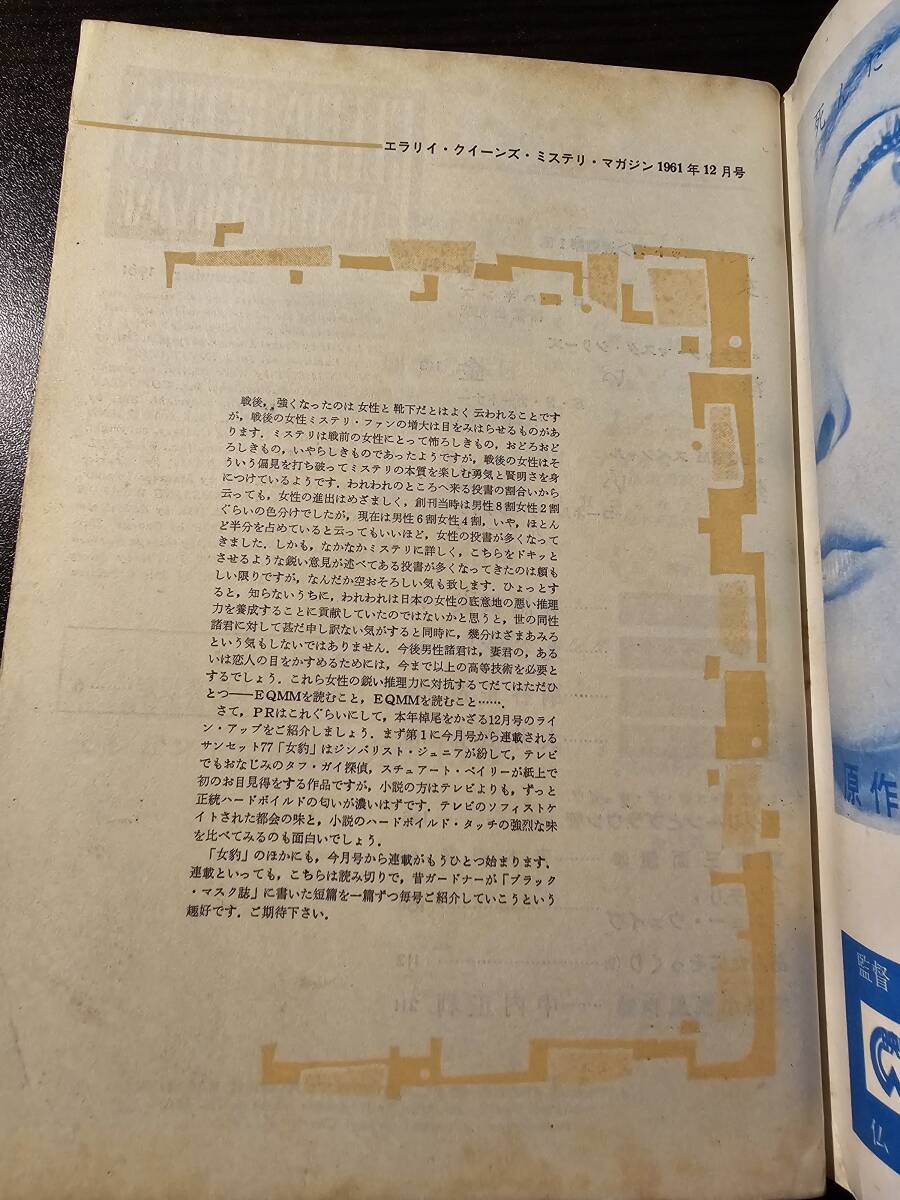 エラリイ・クイーンズ・ミステリ・マガジン 1961 年 12 月号
戦後，強くなったのは 女性と 靴下だとはよく 云われることです
が，戦後の女性ミステリ・ファンの増大は目をみはらせるものがあ
ります．ミステリは戦前の女性にとって怖ろしきもの，おどろおど
ろしきもの，いやらしきものであったようですが，戦後の女性はそ
ういう偏見を打ち破ってミステリの本質を楽しむ勇気と賢明さを身
につけているようです．われわれのところへ来る投書の割合いから
云っても，女性の進出はめざましく，創刊当時は男性８割女性２割
ぐらいの色分けでしたが，現在は男性６割女性４割，いや，ほとん
ど半分を占めていると云ってもいいほど，女性の投書が多くなって
きました．しかも，なかなかミステリに詳しく，こちらをドキッと
させるような鋭い意見が述べてある投書が多くなってきたのは頼も
しい限りですが，なんだか空おそろしい気も致します．ひょっとす
ると，知らないうちに，われわれは日本の女性の底意地の悪い推理
力を養成することに貢献していたのではないかと思うと，世の同性
諸君に対して甚だ申し訳ない気がすると同時に，幾分はざまあみろ
という気もしないではありません．今後男性諸君は，妻君の，ある
いは恋人の目をかすめるためには，今まで以上の高等技術を必要と
するでしょう．これら女性の鋭い推理力に対抗するてだてはただひ
とつ――ＥＱＭＭを読むこと，ＥＱＭＭを読むこと……．
さて，ＰＲはこれぐらいにして，本年棹尾をかざる12月号のライ
ン・アップをご紹介しましょう．まず第１に今月号から連載される
サンセット77「女豹」はジンバリスト・ジュニアが紛して，テレビ
でもおなじみのタフ・ガイ探偵，スチュアート・ベイリーが紙上で
初のお目見得をする作品ですが，小説の方はテレビよりも，ずっと
正統ハードボイルドの匂いが濃いはずです．テレビのソフィストケ
イトされた都会の味と，小説のハードボイルド・タッチの強烈な味
を比べてみるのも面白いでしょう．
「女豹」のほかにも，今月号から連載がもうひとつ始まります．
連載といっても，こちらは読み切りで，昔ガードナーが「ブラック
・マスク誌」に書いた短篇を一篇ずつ毎号ご紹介していこうという
趣好です．ご期待下さい．
死んだ
原作
監督
仏